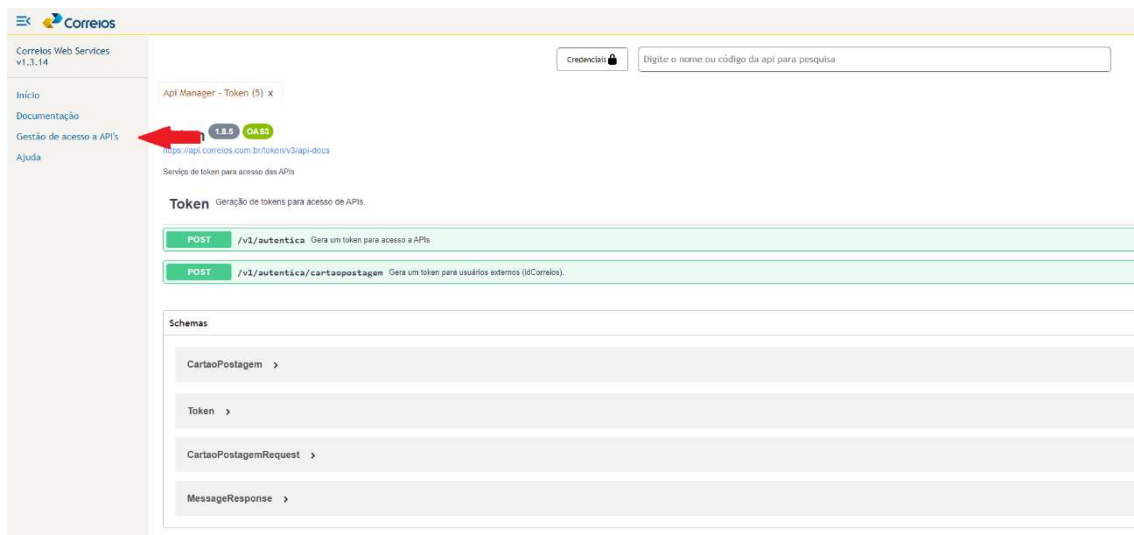 Correios
Correios Web Services
v1.3.14
Início
Documentação
Gestão de acesso a API's
Ajuda
Credenciais
Digite o nome ou código da api para pesquisa
Api Manager - Token (5) x
1.8.5 OAS3
https://api.correios.com.br/token/v3/api-docs
Serviço de token para acesso das APIs
Token Geração de tokens para acesso de APIs.
POST /v1/autentica Gera um token para acesso a APIs
POST /v1/autentica/cartaopostagem Gera um token para usuários externos (idCorreios).
Schemas
CartaoPostagem >
Token >
CartaoPostagemRequest >
MessageResponse >